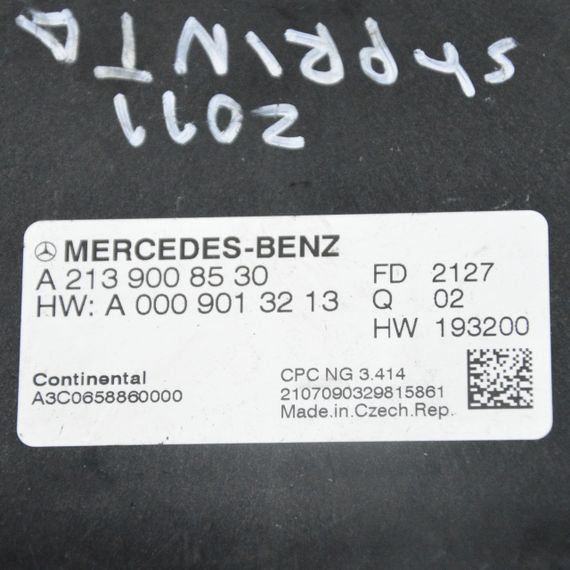 MERCEDES-BENZ
A 213 900 85 30
HW: A 000 901 32 13
FD 2127
Q 02
HW 193200
Continental
A3C0658860000
CPC NG 3.414
2107090329815861
Made.in.Czech.Rep.